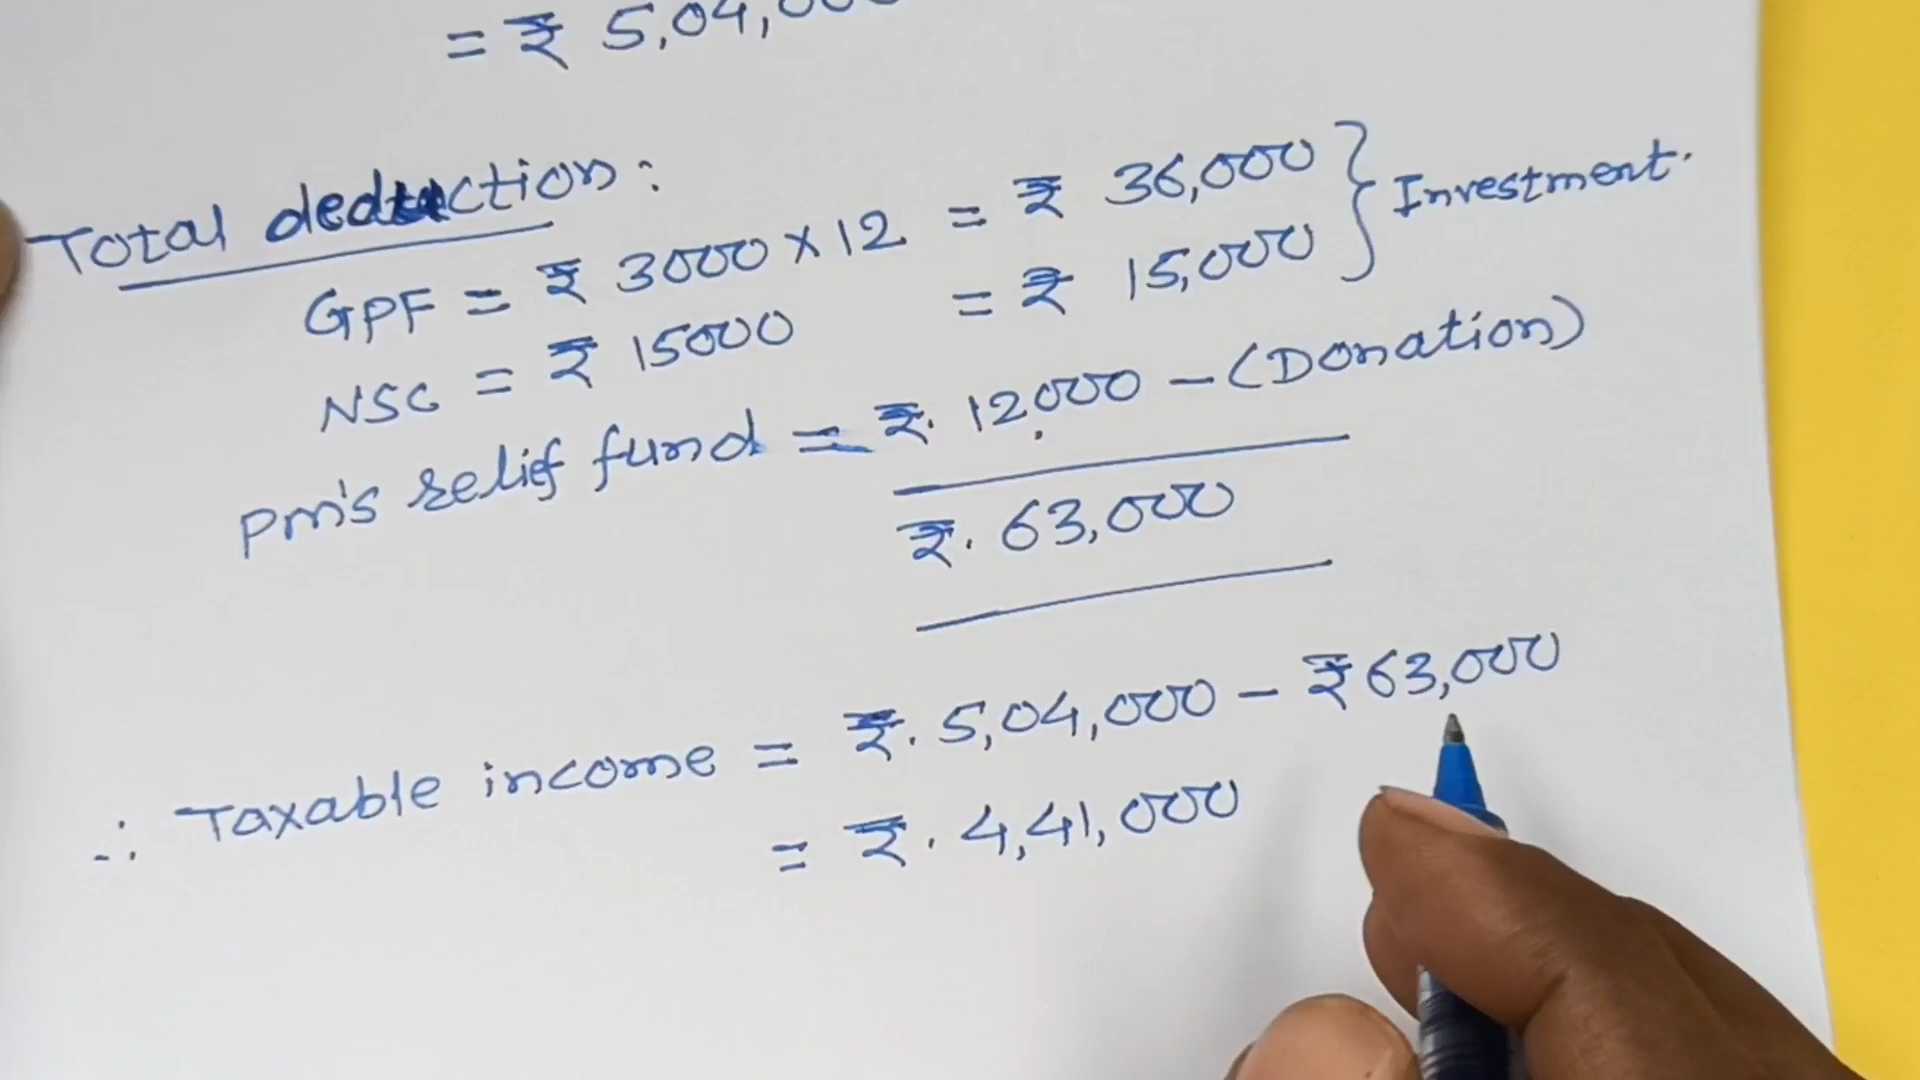 = ₹ 5,04,000
Total deduction:
GPF = ₹ 3000 × 12 = ₹ 36,000
NSC = ₹ 15000 = ₹ 15,000 } Investment.
PM's relief fund = ₹. 12,000 – (Donation)
₹. 63,000
∴ Taxable income = ₹. 5,04,000 – ₹63,000
= ₹. 4,41,000